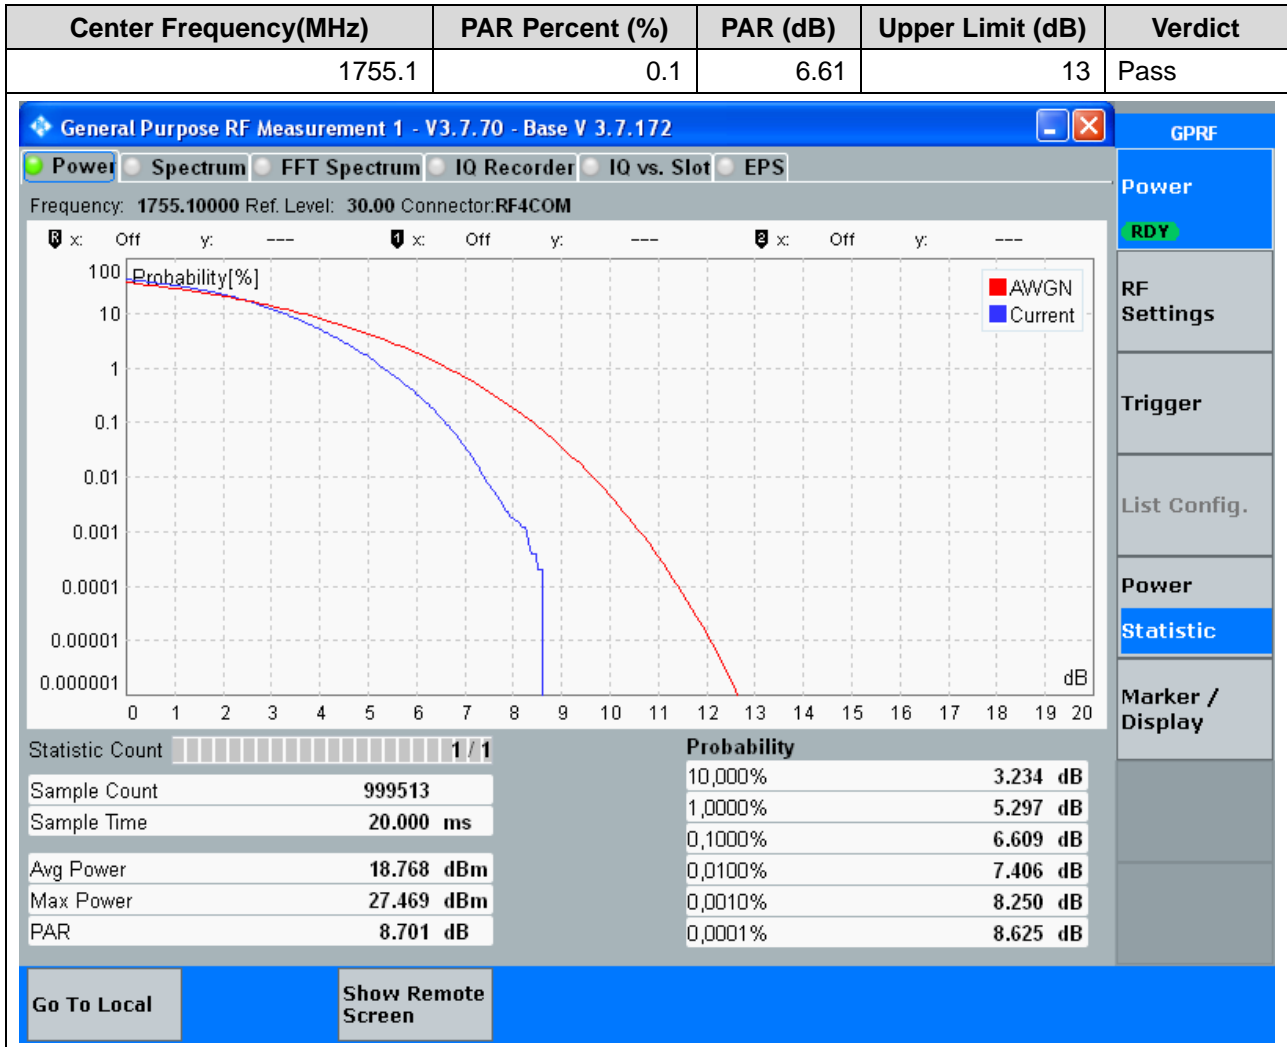 Center Frequency(MHz) PAR Percent (%) PAR (dB) Upper Limit (dB) Verdict
1755.1 0.1 6.61 13 Pass
General Purpose RF Measurement 1 - V3.7.70 - Base V 3.7.172
GPRF
Power Spectrum FFT Spectrum IQ Recorder IQ vs. Slot EPS
Frequency: 1755.10000 Ref. Level: 30.00 Connector:RF4COM
R x: Off y: --- 1 x: Off y: --- 2 x: Off y: ---
Probability[%]
AWGN
Current
100
10
1
0.1
0.01
0.001
0.0001
0.00001
0.000001
dB
0 1 2 3 4 5 6 7 8 9 10 11 12 13 14 15 16 17 18 19 20
Statistic Count 1 / 1
Sample Count 999513
Sample Time 20.000 ms
Avg Power 18.768 dBm
Max Power 27.469 dBm
PAR 8.701 dB
Probability
10,000% 3.234 dB
1,0000% 5.297 dB
0,1000% 6.609 dB
0,0100% 7.406 dB
0,0010% 8.250 dB
0,0001% 8.625 dB
Power
RDY
RF
Settings
Trigger
List Config.
Power
Statistic
Marker /
Display
Go To Local
Show Remote
Screen